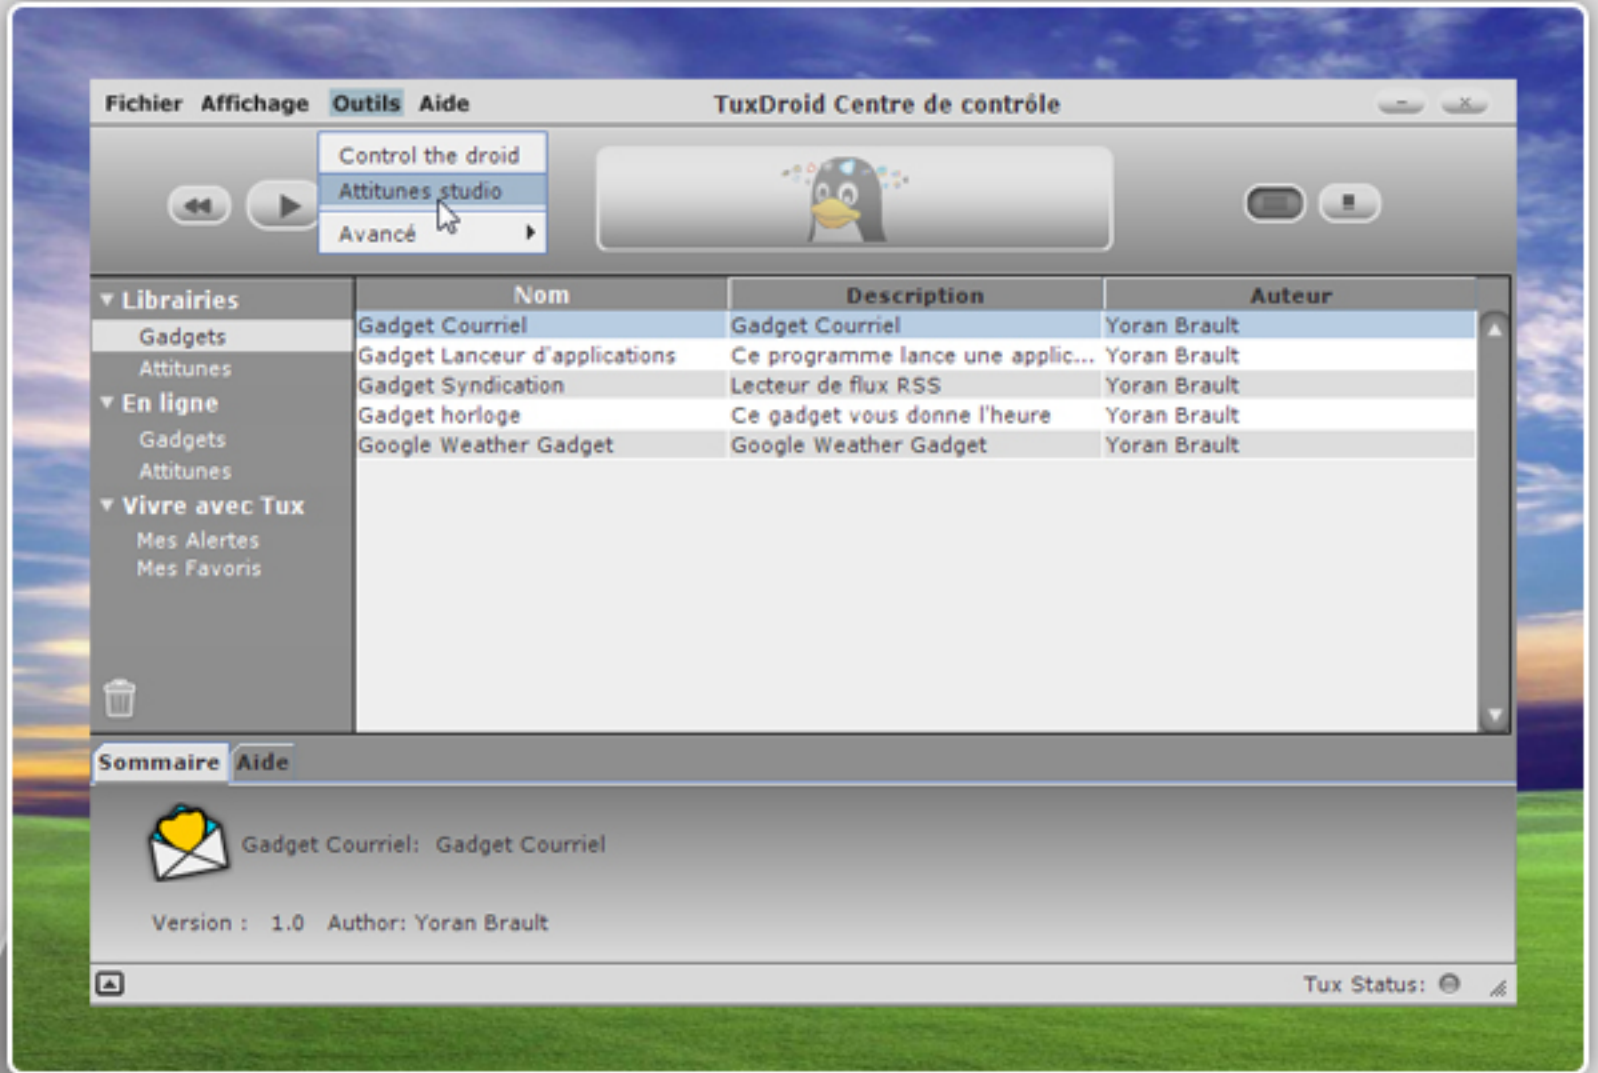 Fichier Affichage Outils Aide TuxDroid Centre de contrôle
Control the droid
Attitunes studio
Avancé
Librairies
Gadgets
Attitunes
En ligne
Gadgets
Attitunes
Vivre avec Tux
Mes Alertes
Mes Favoris
Nom Description Auteur
Gadget Courriel Gadget Courriel Yoran Brault
Gadget Lanceur d'applications Ce programme lance une applic... Yoran Brault
Gadget Syndication Lecteur de flux RSS Yoran Brault
Gadget horloge Ce gadget vous donne l'heure Yoran Brault
Google Weather Gadget Google Weather Gadget Yoran Brault
Sommaire Aide
Gadget Courriel: Gadget Courriel
Version : 1.0 Author: Yoran Brault
Tux Status: